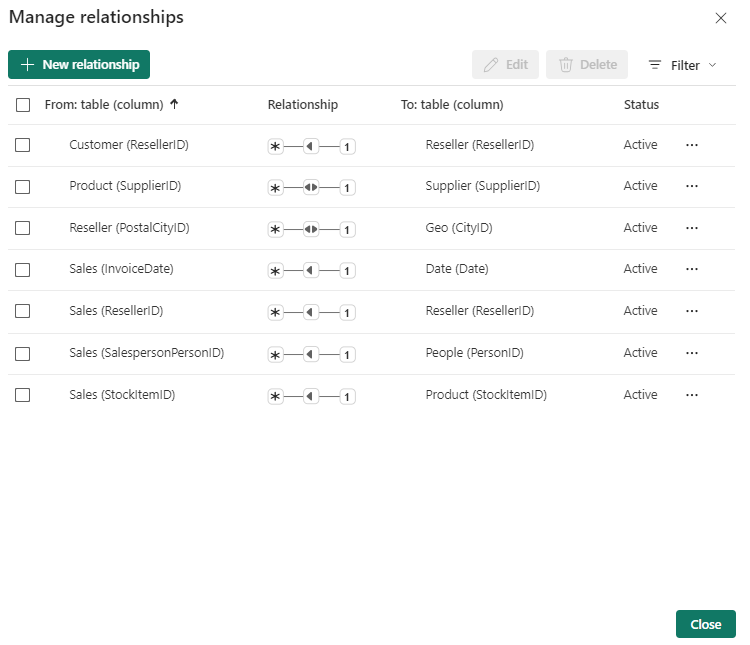 Manage relationships
New relationship Edit Delete Filter
From: table (column) Relationship To: table (column) Status
Customer (ResellerID) * 1 Reseller (ResellerID) Active ...
Product (SupplierID) * 1 Supplier (SupplierID) Active ...
Reseller (PostalCityID) * 1 Geo (CityID) Active ...
Sales (InvoiceDate) * 1 Date (Date) Active ...
Sales (ResellerID) * 1 Reseller (ResellerID) Active ...
Sales (SalespersonPersonID) * 1 People (PersonID) Active ...
Sales (StockItemID) * 1 Product (StockItemID) Active ...
Close